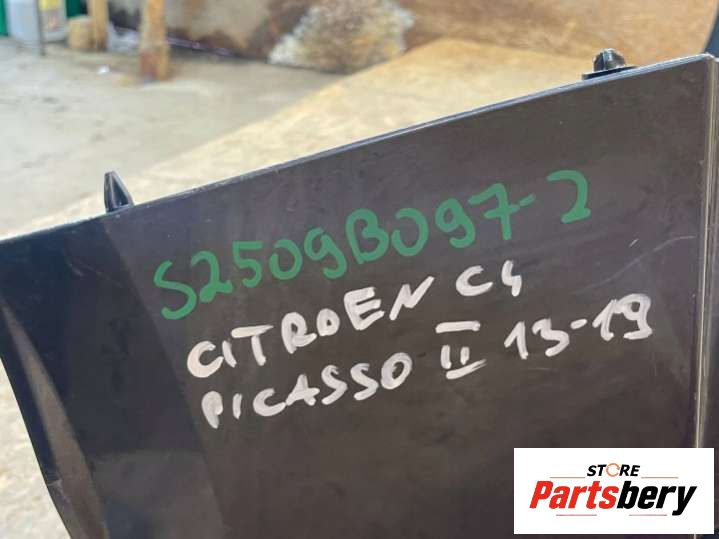 S2509B097-2
CITROEN C4
PICASSO II 13-19
STORE
Partsbery